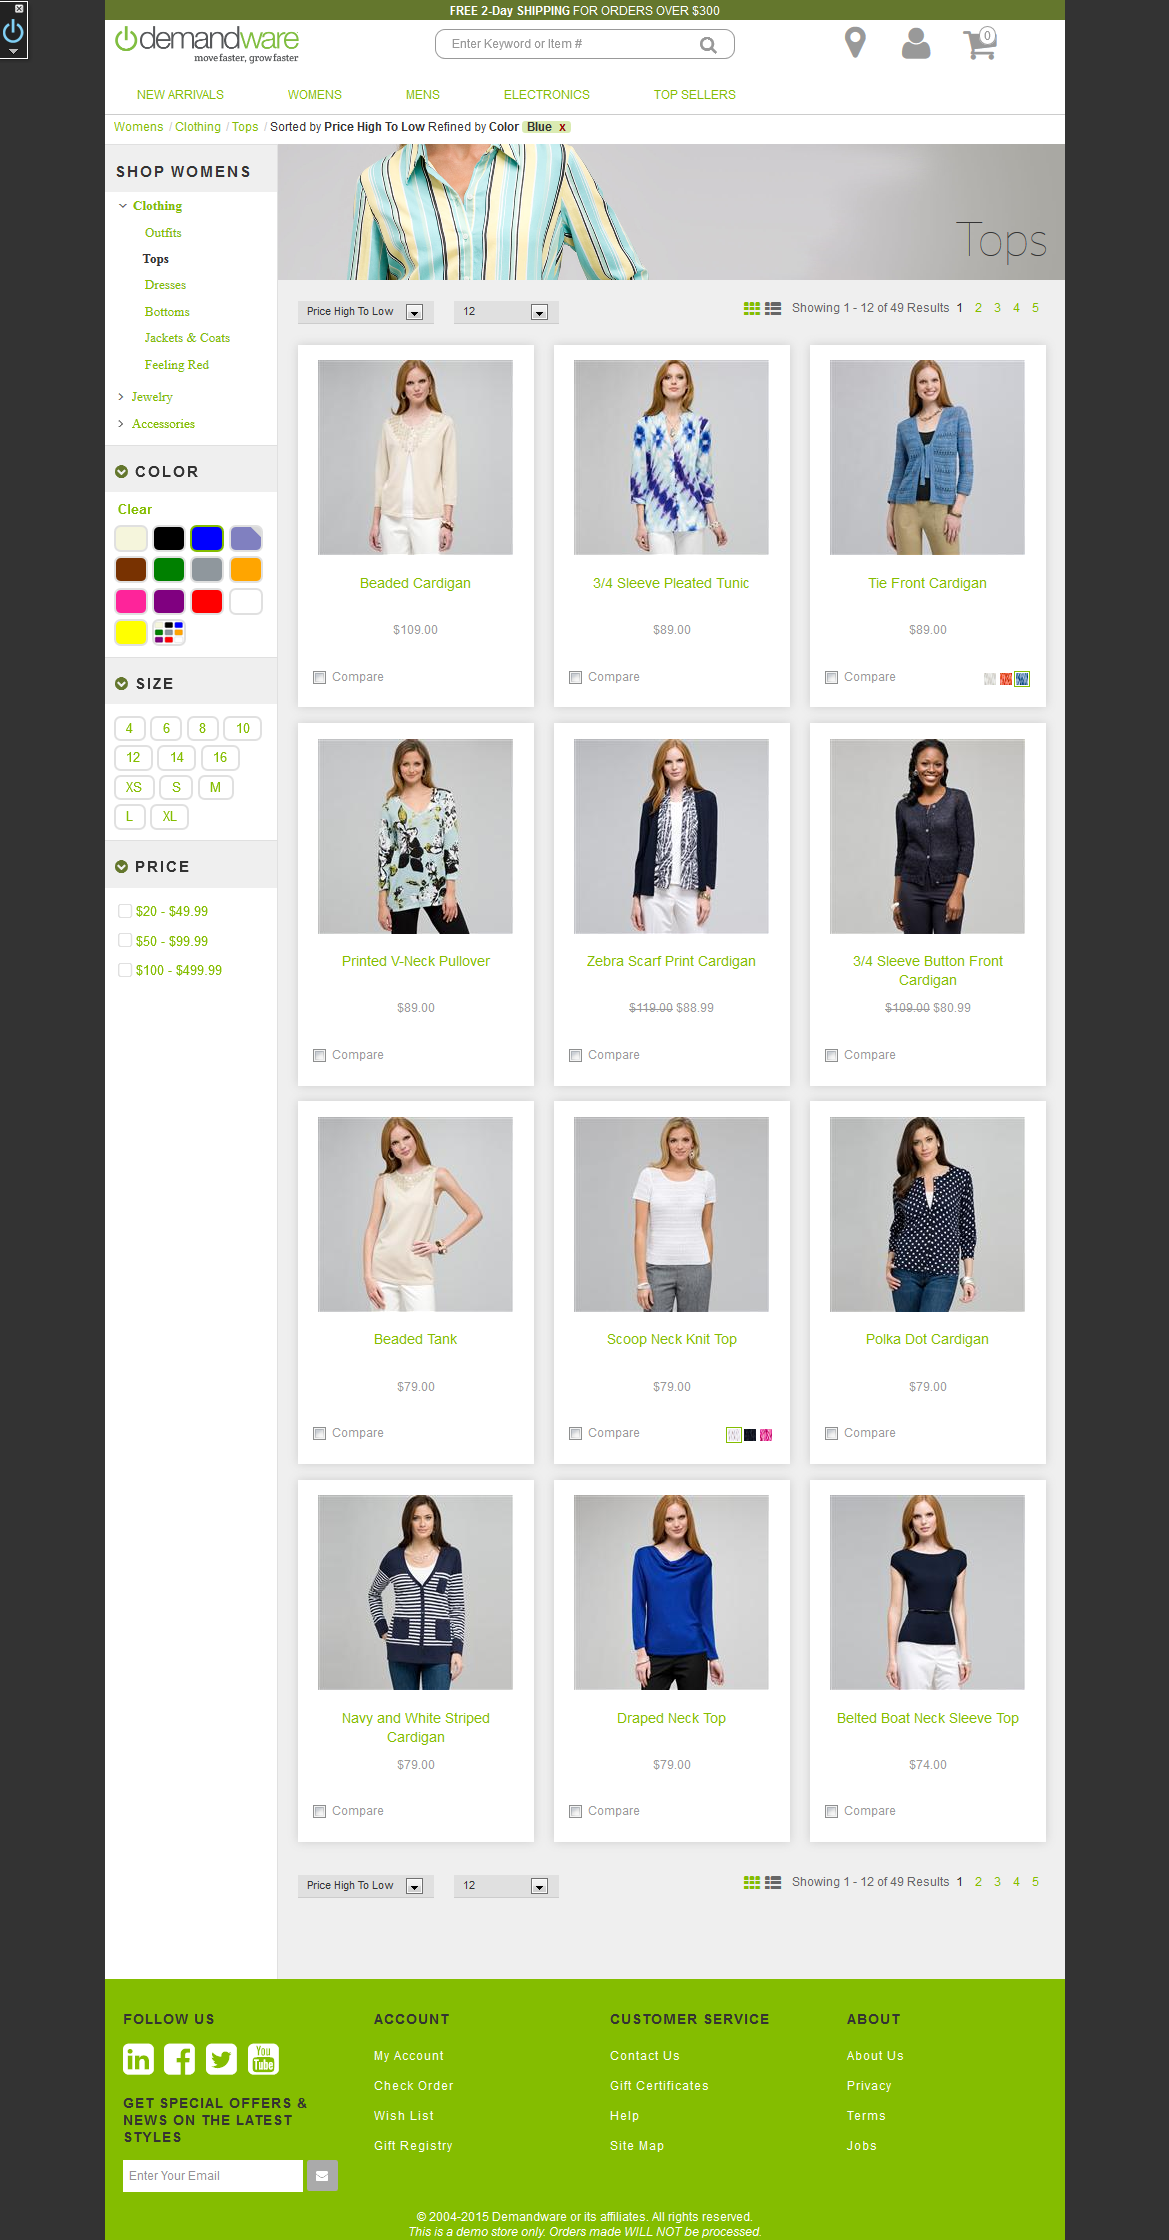 FREE 2-Day SHIPPING FOR ORDERS OVER $300
demandware
move faster, grow faster
Enter Keyword or Item #
0
NEW ARRIVALS WOMENS MENS ELECTRONICS TOP SELLERS
Womens / Clothing / Tops / Sorted by Price High To Low Refined by Color Blue x
SHOP WOMENS
Clothing
Outfits
Tops
Dresses
Bottoms
Jackets & Coats
Feeling Red
Jewelry
Accessories
COLOR
Clear
SIZE
4 6 8 10
12 14 16
XS S M
L XL
PRICE
$20 - $49.99
$50 - $99.99
$100 - $499.99
Tops
Price High To Low 12 Showing 1 - 12 of 49 Results 1 2 3 4 5
Beaded Cardigan
$109.00
Compare
3/4 Sleeve Pleated Tunic
$89.00
Compare
Tie Front Cardigan
$89.00
Compare
Printed V-Neck Pullover
$89.00
Compare
Zebra Scarf Print Cardigan
$119.00 $88.99
Compare
3/4 Sleeve Button Front
Cardigan
$109.00 $80.99
Compare
Beaded Tank
$79.00
Compare
Scoop Neck Knit Top
$79.00
Compare
Polka Dot Cardigan
$79.00
Compare
Navy and White Striped
Cardigan
$79.00
Compare
Draped Neck Top
$79.00
Compare
Belted Boat Neck Sleeve Top
$74.00
Compare
Price High To Low 12 Showing 1 - 12 of 49 Results 1 2 3 4 5
FOLLOW US
in f You Tube
GET SPECIAL OFFERS &
NEWS ON THE LATEST
STYLES
Enter Your Email
ACCOUNT
My Account
Check Order
Wish List
Gift Registry
CUSTOMER SERVICE
Contact Us
Gift Certificates
Help
Site Map
ABOUT
About Us
Privacy
Terms
Jobs
© 2004-2015 Demandware or its affiliates. All rights reserved.
This is a demo store only. Orders made WILL NOT be processed.